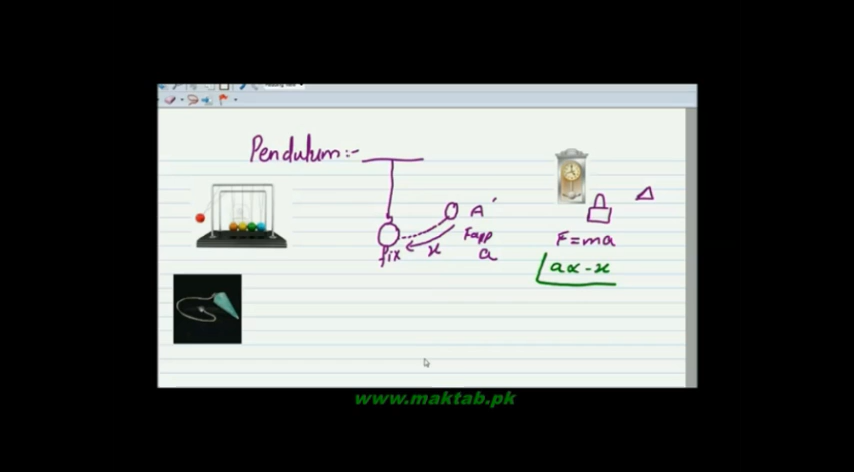 Pendulum:-
A'
Fapp
a
fix
x
F=ma
a∝-x
www.maktab.pk